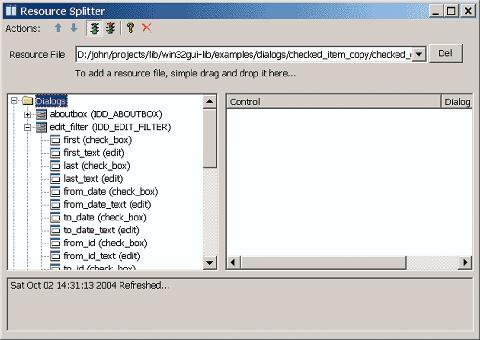 Resource Splitter
Actions:
Resource File D:/john/projects/lib/win32gui-lib/examples/dialogs/checked_item_copy/checked_ Del
To add a resource file, simple drag and drop it here...
Dialogs
Control Dialog
aboutbox (IDD_ABOUTBOX)
edit_filter (IDD_EDIT_FILTER)
first (check_box)
first_text (edit)
last (check_box)
last_text (edit)
from_date (check_box)
from_date_text (edit)
to_date (check_box)
to_date_text (edit)
from_id (check_box)
from_id_text (edit)
to_id (check_box)
Sat Oct 02 14:31:13 2004 Refreshed...